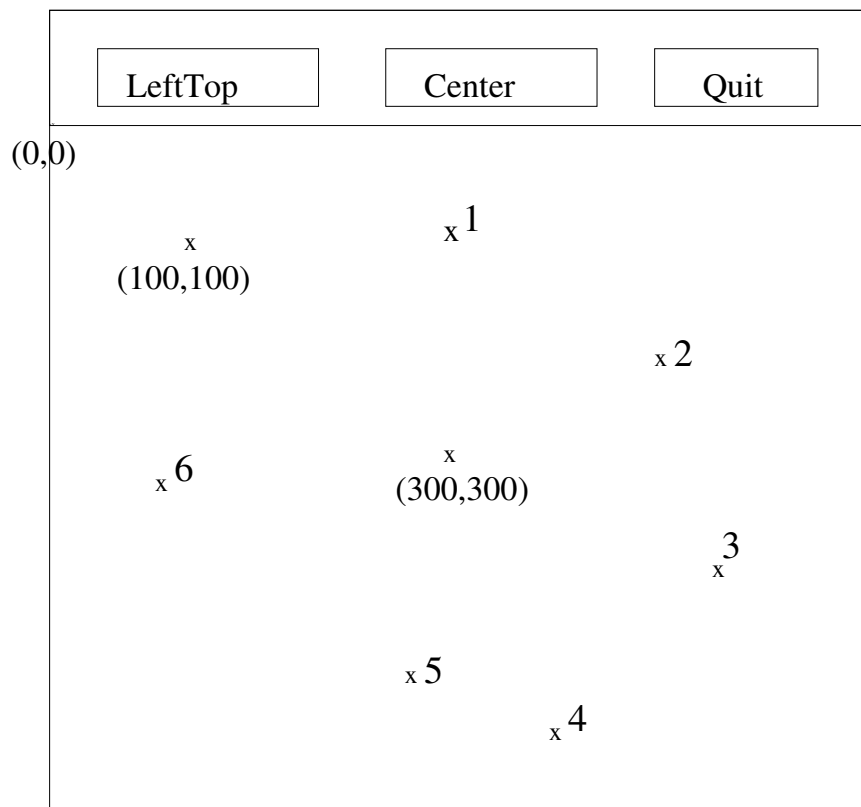 LeftTop Center Quit
(0,0)
x 1
x
(100,100)
x 2
x
(300,300)
x 6
3
x
x 5
x 4